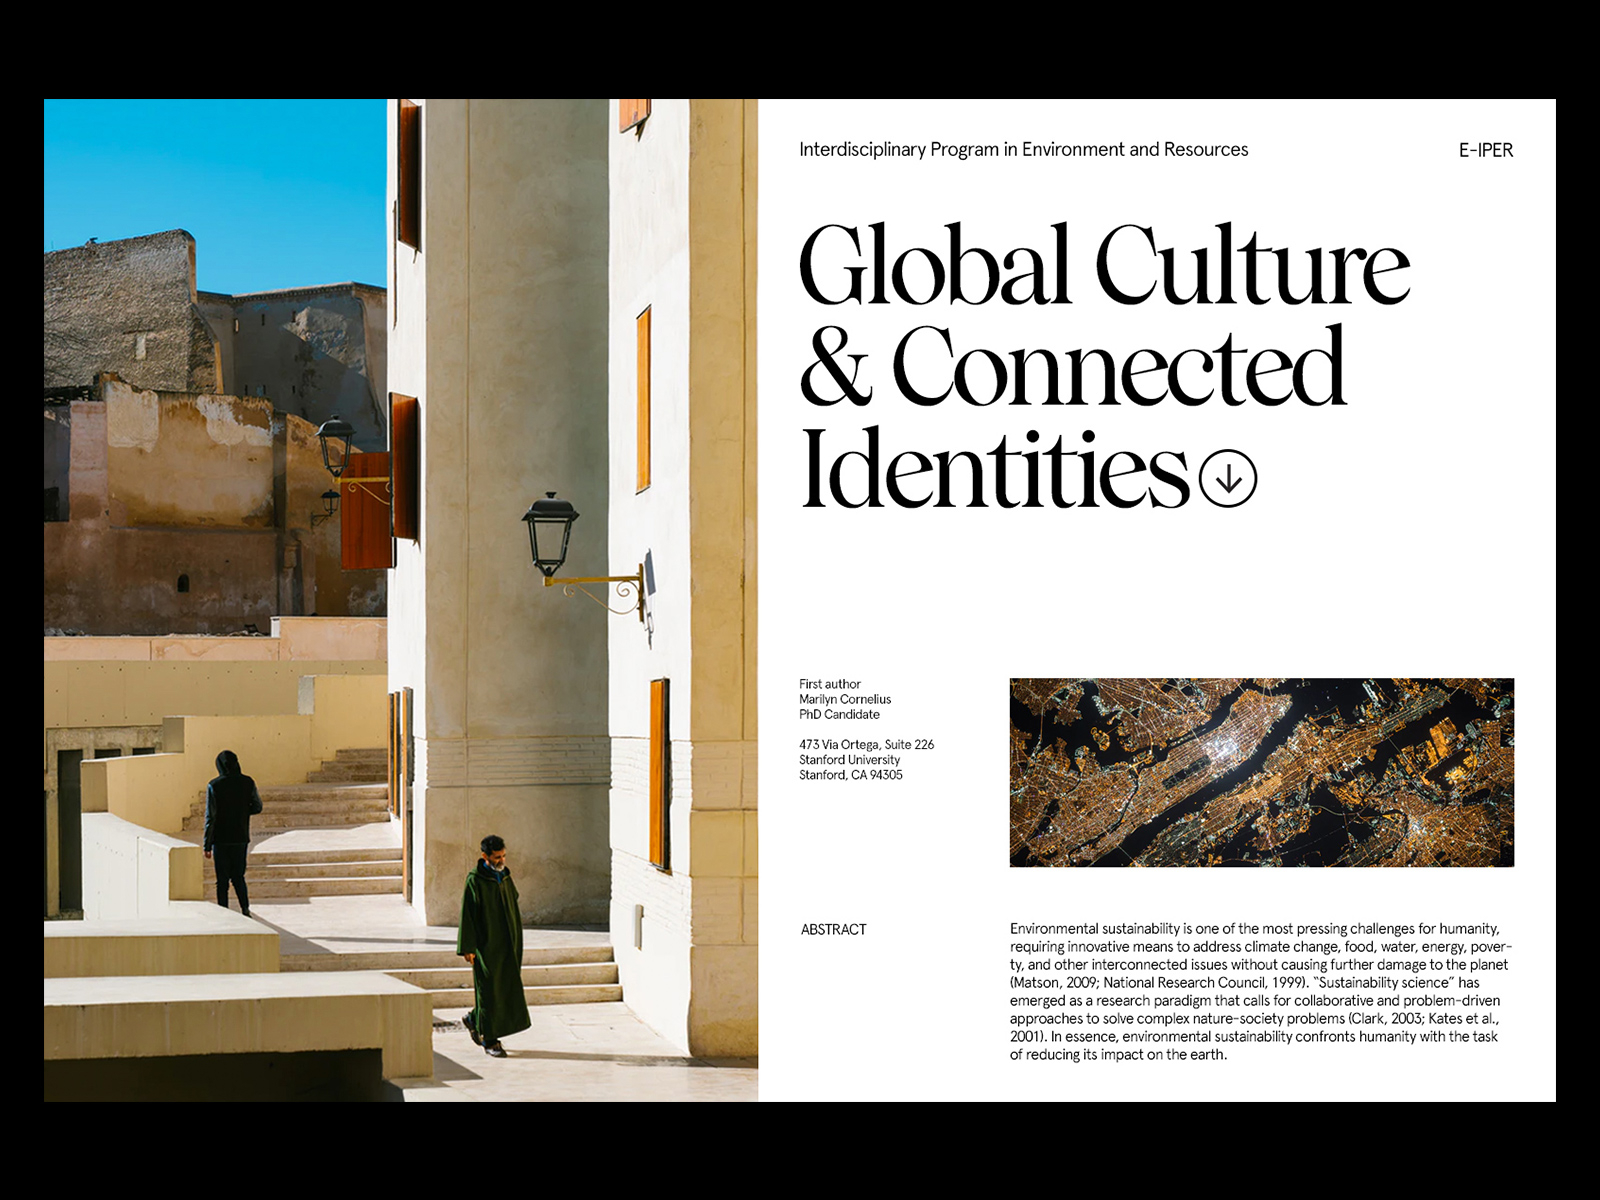 Interdisciplinary Program in Environment and Resources
E-IPER
Global Culture
& Connected
Identities
First author
Marilyn Cornelius
PhD Candidate
473 Via Ortega, Suite 226
Stanford University
Stanford, CA 94305
ABSTRACT
Environmental sustainability is one of the most pressing challenges for humanity,
requiring innovative means to address climate change, food, water, energy, pover-
ty, and other interconnected issues without causing further damage to the planet
(Matson, 2009; National Research Council, 1999). “Sustainability science” has
emerged as a research paradigm that calls for collaborative and problem-driven
approaches to solve complex nature-society problems (Clark, 2003; Kates et al.,
2001). In essence, environmental sustainability confronts humanity with the task
of reducing its impact on the earth.